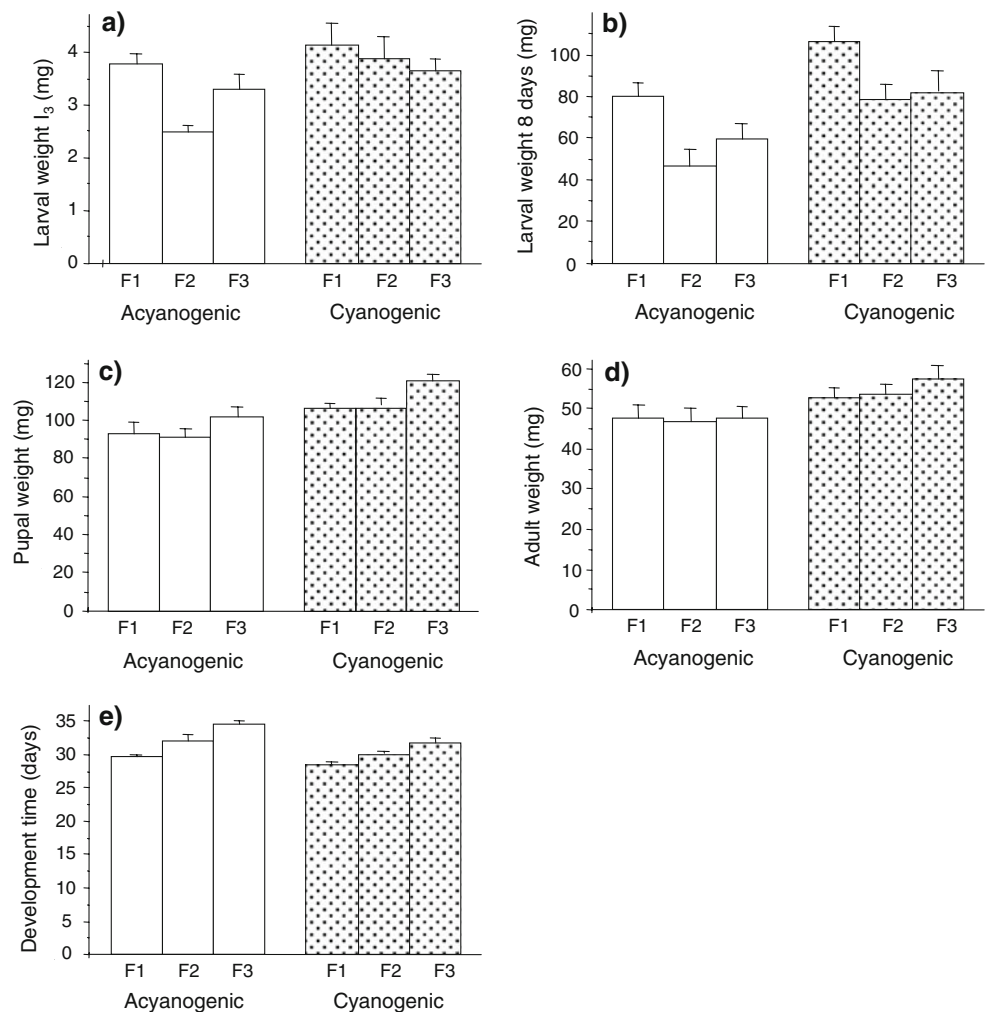 a)
Larval weight I3 (mg)
4
3
2
1
0
F1 F2 F3 F1 F2 F3
Acyanogenic Cyanogenic
b)
Larval weight 8 days (mg)
100
80
60
40
20
0
F1 F2 F3 F1 F2 F3
Acyanogenic Cyanogenic
c)
Pupal weight (mg)
120
100
80
60
40
20
0
F1 F2 F3 F1 F2 F3
Acyanogenic Cyanogenic
d)
Adult weight (mg)
60
50
40
30
20
10
0
F1 F2 F3 F1 F2 F3
Acyanogenic Cyanogenic
e)
Development time (days)
35
30
25
20
15
10
5
0
F1 F2 F3 F1 F2 F3
Acyanogenic Cyanogenic